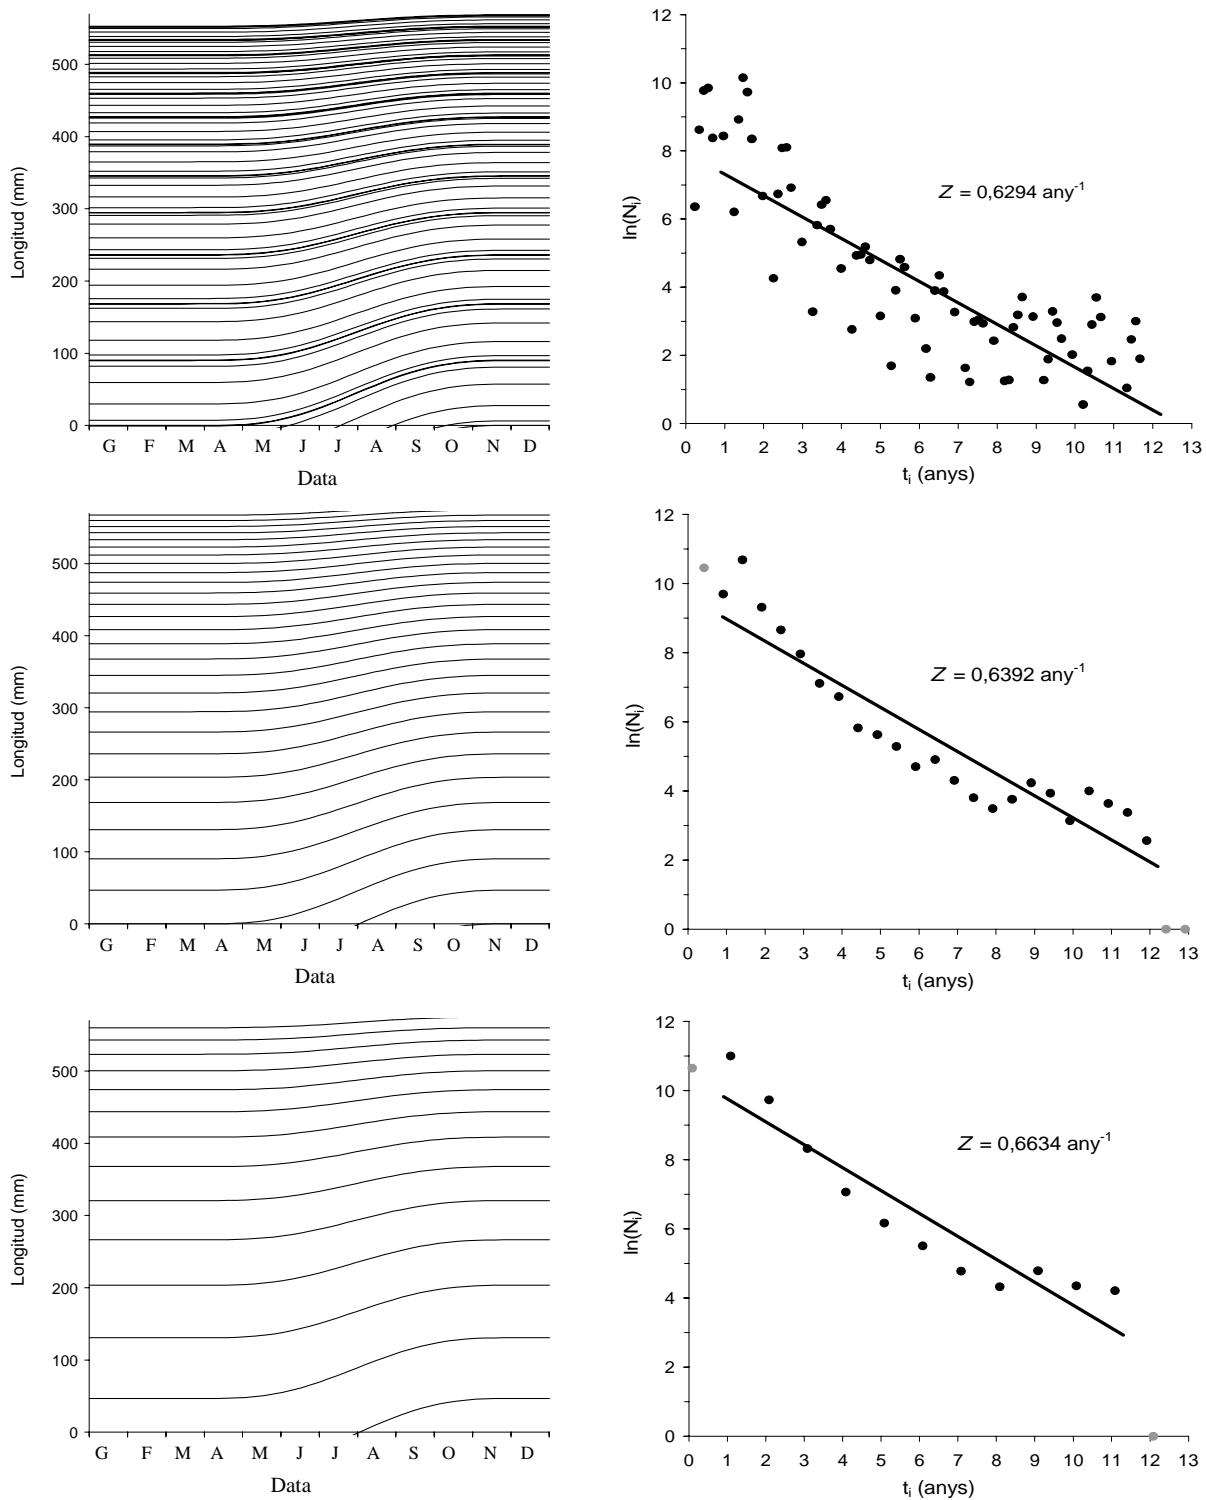 500
400
300
200
100
0
Longitud (mm)
G F M A M J J A S O N D
Data
12
10
8
6
4
2
0
ln(Nᵢ)
Z = 0,6294 any⁻¹
0 1 2 3 4 5 6 7 8 9 10 11 12 13
tᵢ (anys)
500
400
300
200
100
0
Longitud (mm)
G F M A M J J A S O N D
Data
12
10
8
6
4
2
0
ln(Nᵢ)
Z = 0,6392 any⁻¹
0 1 2 3 4 5 6 7 8 9 10 11 12 13
tᵢ (anys)
500
400
300
200
100
0
Longitud (mm)
G F M A M J J A S O N D
Data
12
10
8
6
4
2
0
ln(Nᵢ)
Z = 0,6634 any⁻¹
0 1 2 3 4 5 6 7 8 9 10 11 12 13
tᵢ (anys)